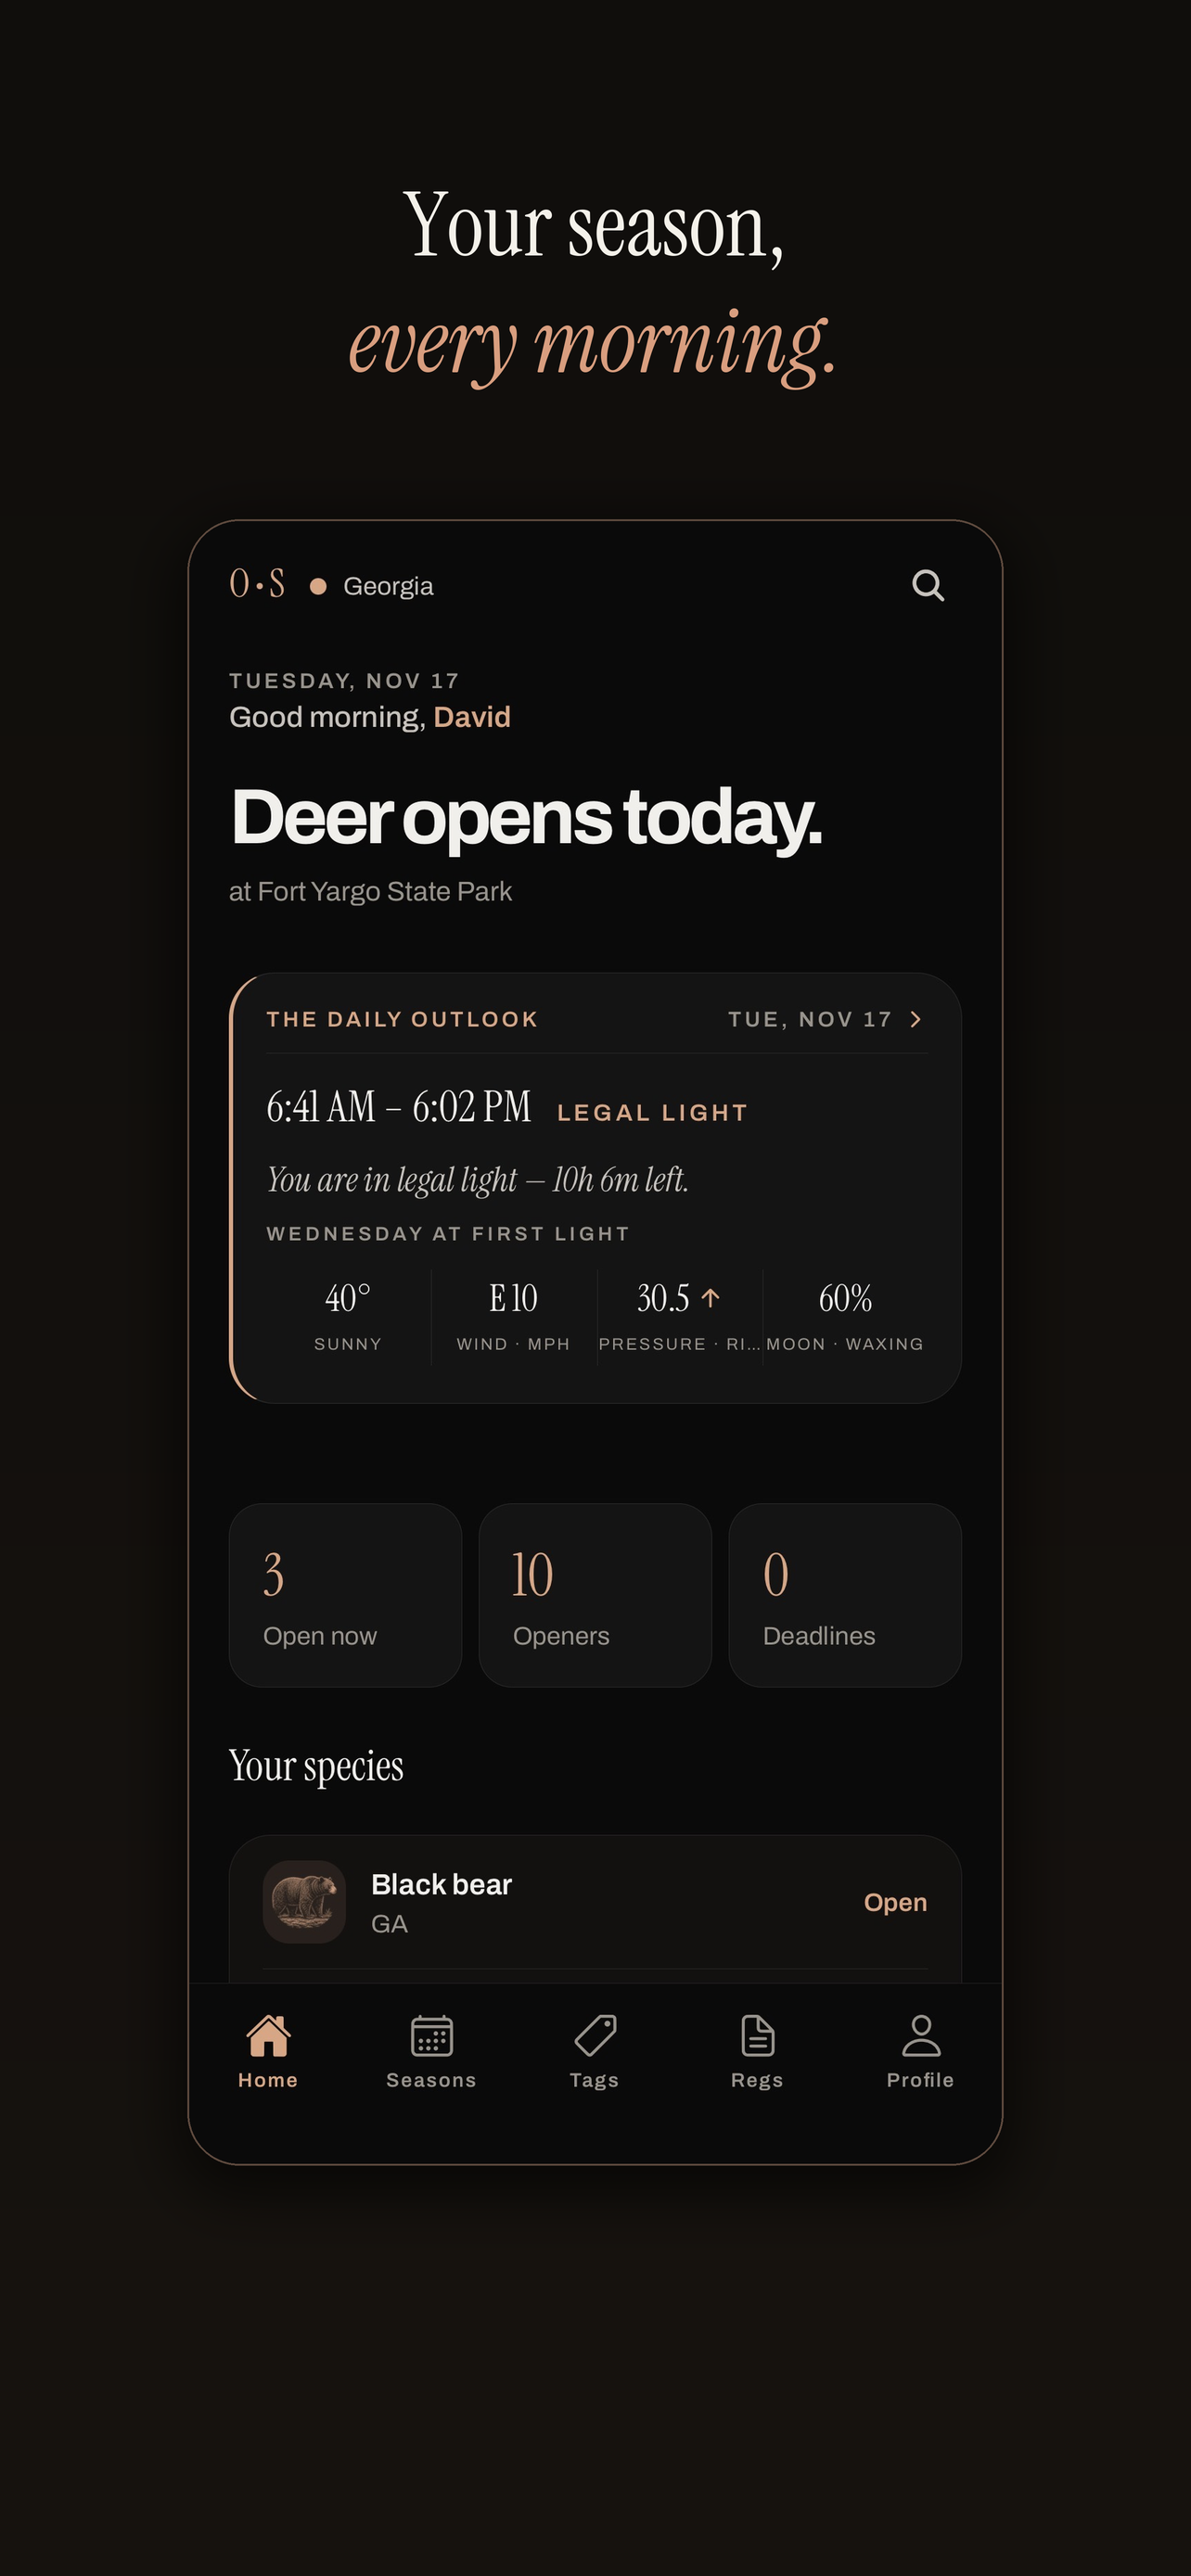 Your season,
every morning.
O·S Georgia
TUESDAY, NOV 17
Good morning, David
Deer opens today.
at Fort Yargo State Park
THE DAILY OUTLOOK TUE, NOV 17
6:41 AM – 6:02 PM LEGAL LIGHT
You are in legal light — 10h 6m left.
WEDNESDAY AT FIRST LIGHT
40° E 10 30.5 ↑ 60%
SUNNY WIND · MPH PRESSURE · RI... MOON · WAXING
3 10 0
Open now Openers Deadlines
Your species
Black bear
GA
Open
Home Seasons Tags Regs Profile